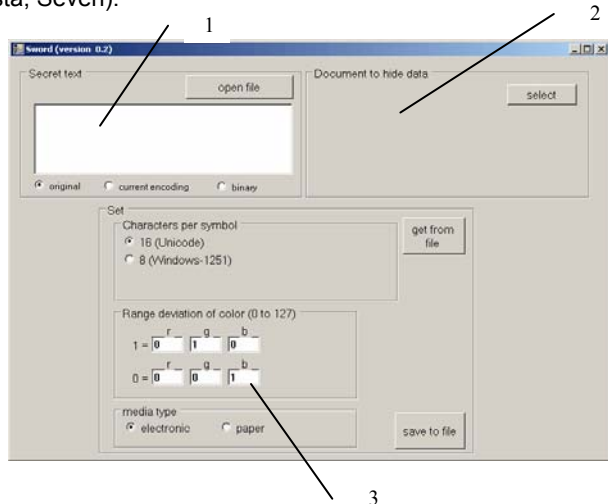 sta, Seven).
1
2
Sword (version 0.2)
Secret text
open file
Document to hide data
select
original current encoding binary
Set
Characters per symbol
16 (Unicode)
8 (Windows-1251)
get from
file
Range deviation of color (0 to 127)
r g b
1 = 0 1 0
r g b
0 = 0 0 1
media type
electronic paper
save to file
3